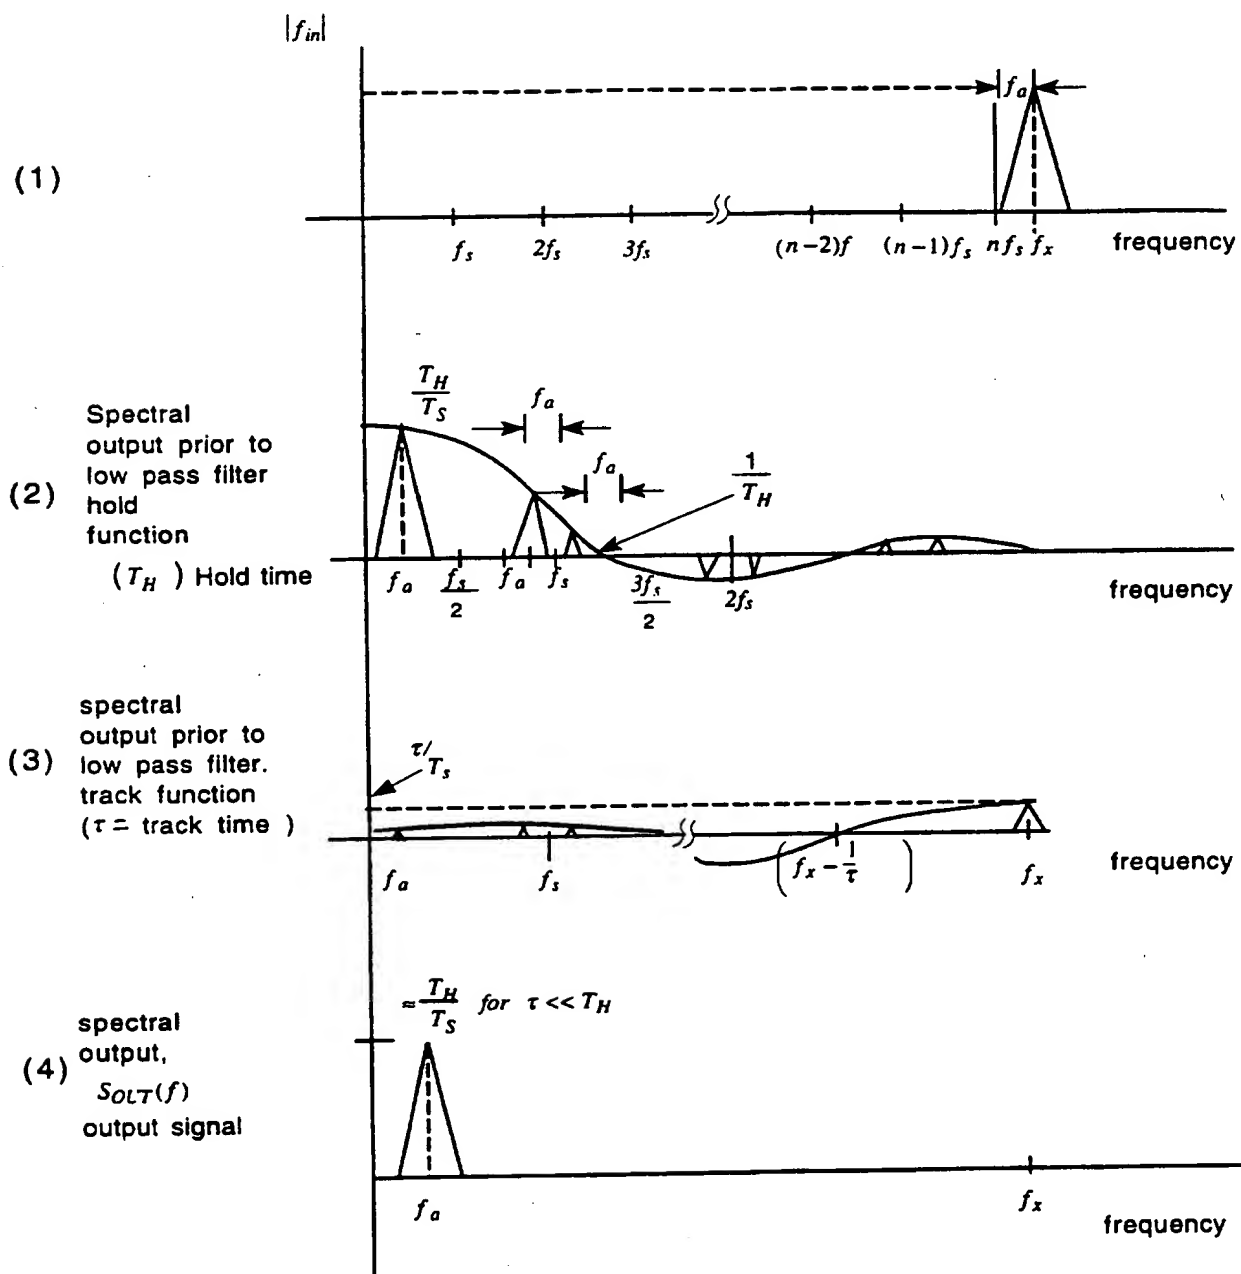 |f_in|
f_a
(1)
f_s 2f_s 3f_s (n-2)f (n-1)f_s nf_s f_x frequency
T_H/T_S
f_a
f_a
1/T_H
(2)
Spectral
output prior to
low pass filter
hold
function
(T_H) Hold time
f_a f_s/2 f_a f_s 3f_s/2 2f_s frequency
(3)
spectral
output prior to
low pass filter.
track function
(τ = track time )
τ/T_s
f_a f_s (f_x - 1/τ) f_x frequency
≈ T_H/T_S for τ << T_H
(4)
spectral
output,
S_OLT(f)
output signal
f_a f_x
frequency